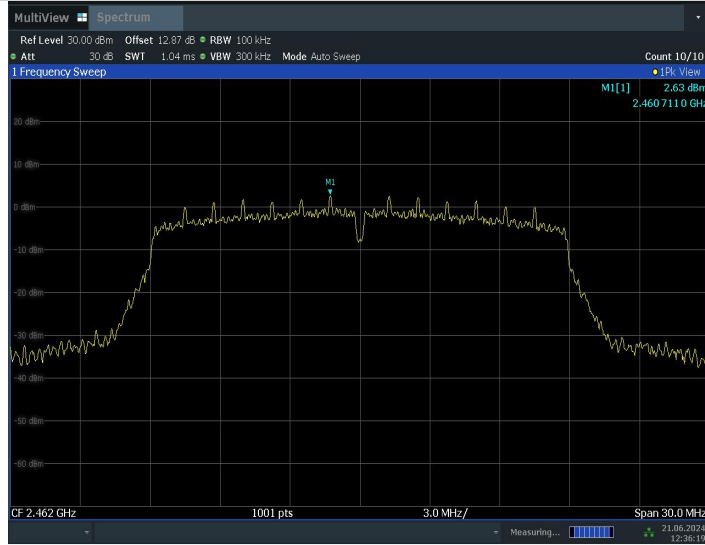 MultiView Spectrum
Ref Level 30.00 dBm Offset 12.87 dB RBW 100 kHz
Att 30 dB SWT 1.04 ms VBW 300 kHz Mode Auto Sweep Count 10/10
1 Frequency Sweep 1Pk View
M1[1] 2.63 dBm
2.4607110 GHz
20 dBm
10 dBm
M1
0 dBm
-10 dBm
-20 dBm
-30 dBm
-40 dBm
-50 dBm
-60 dBm
CF 2.462 GHz 1001 pts 3.0 MHz/ Span 30.0 MHz
Measuring... 21.06.2024
12:36:19